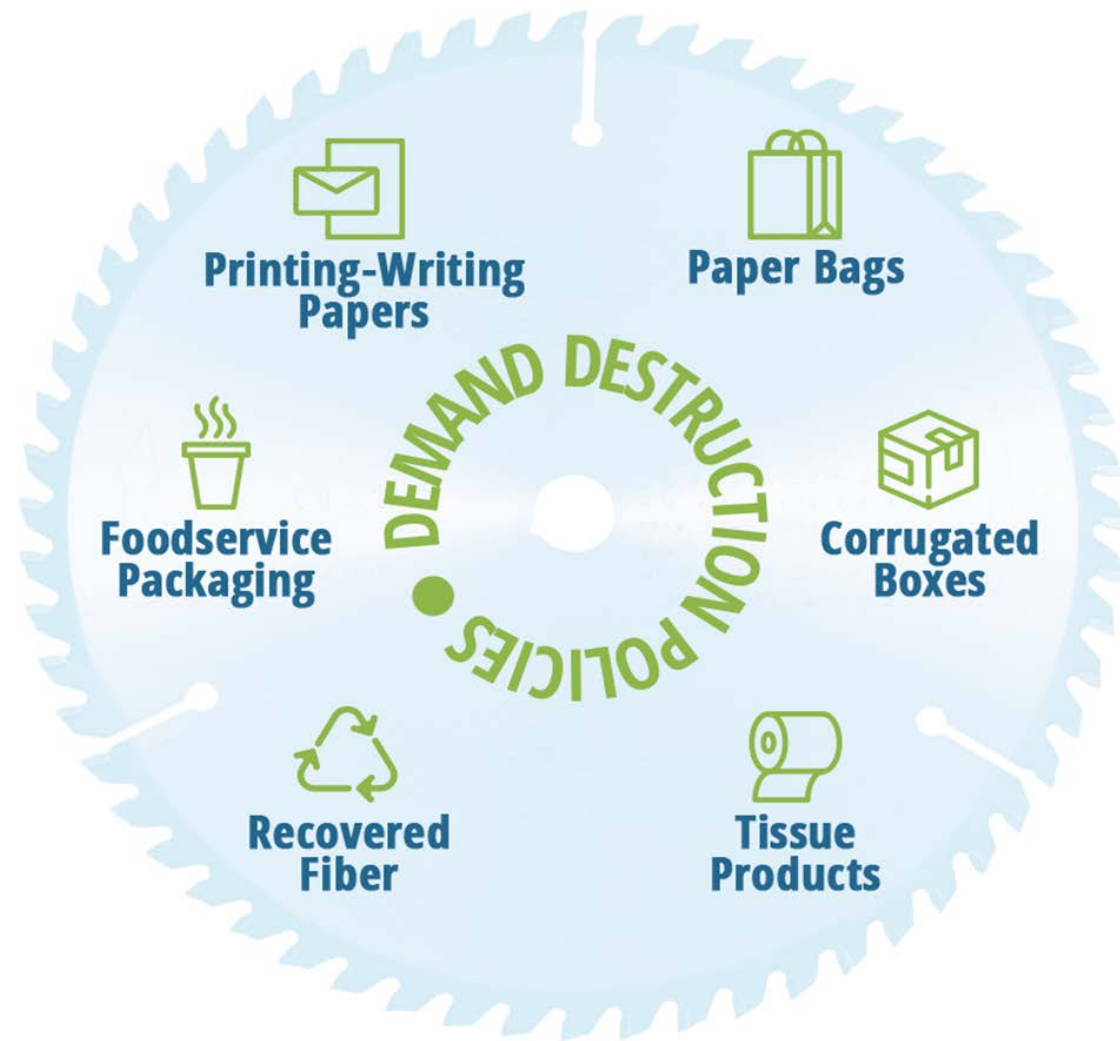 Printing-Writing
Papers
Paper Bags
DEMAND DESTRUCTION POLICIES •
Foodservice
Packaging
Corrugated
Boxes
Recovered
Fiber
Tissue
Products